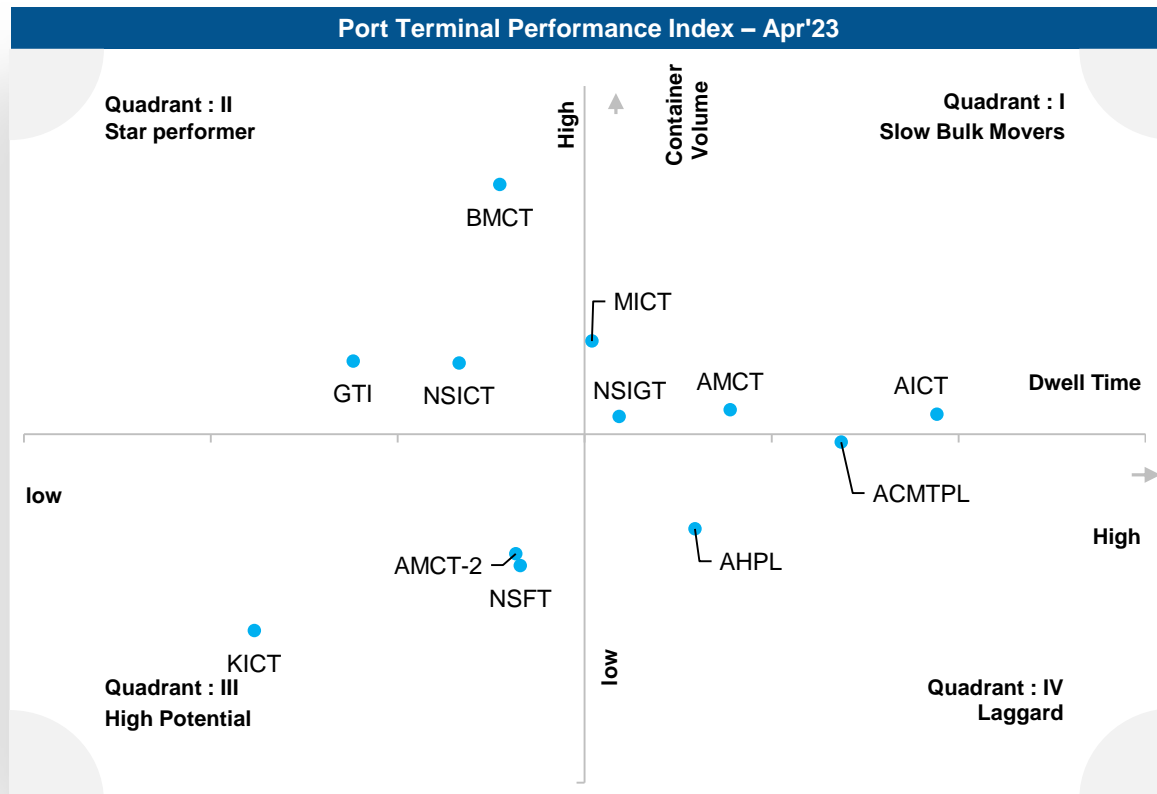 Port Terminal Performance Index – Apr'23
Quadrant : II
Star performer
High
Container
Volume
Quadrant : I
Slow Bulk Movers
BMCT
MICT
GTI
NSICT
NSIGT
AMCT
AICT
Dwell Time
low
ACMTPL
High
AMCT-2
NSFT
AHPL
KICT
low
Quadrant : III
High Potential
Quadrant : IV
Laggard